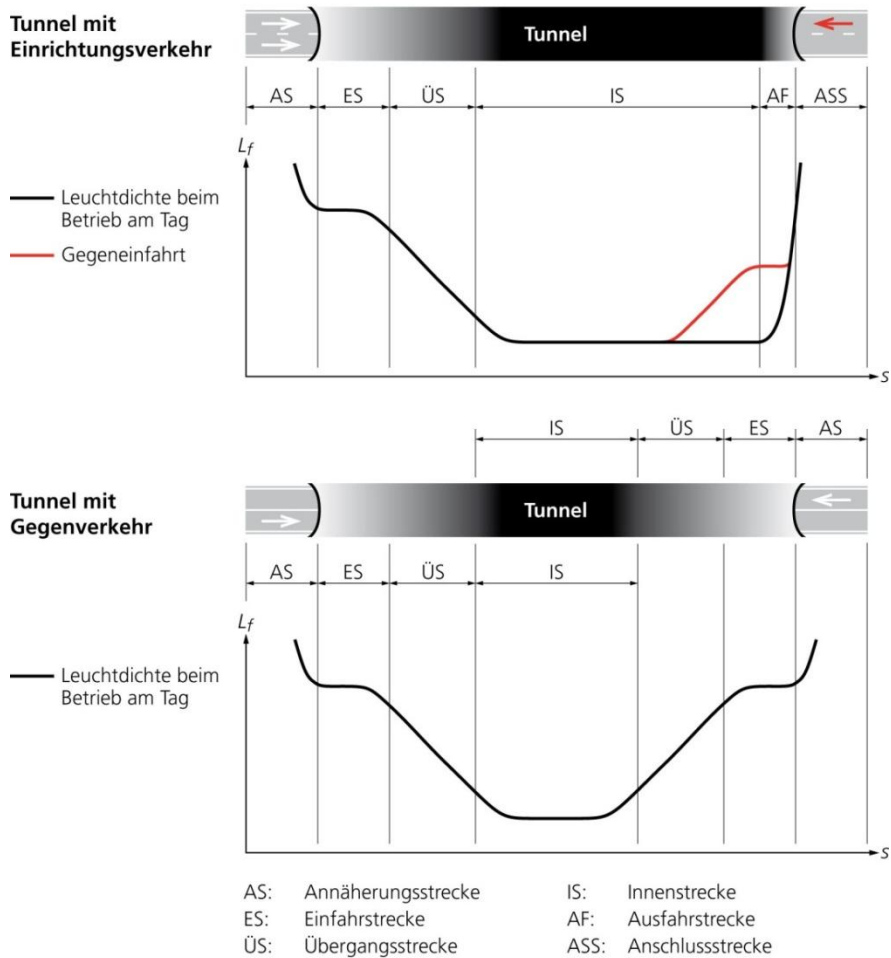 Tunnel mit
Einrichtungsverkehr
Tunnel
AS ES ÜS IS AF ASS
Lf
Leuchtdichte beim
Betrieb am Tag
Gegeneinfahrt
s
IS ÜS ES AS
Tunnel mit
Gegenverkehr
Tunnel
AS ES ÜS IS
Lf
Leuchtdichte beim
Betrieb am Tag
s
AS: Annäherungsstrecke IS: Innenstrecke
ES: Einfahrstrecke AF: Ausfahrstrecke
ÜS: Übergangsstrecke ASS: Anschlussstrecke